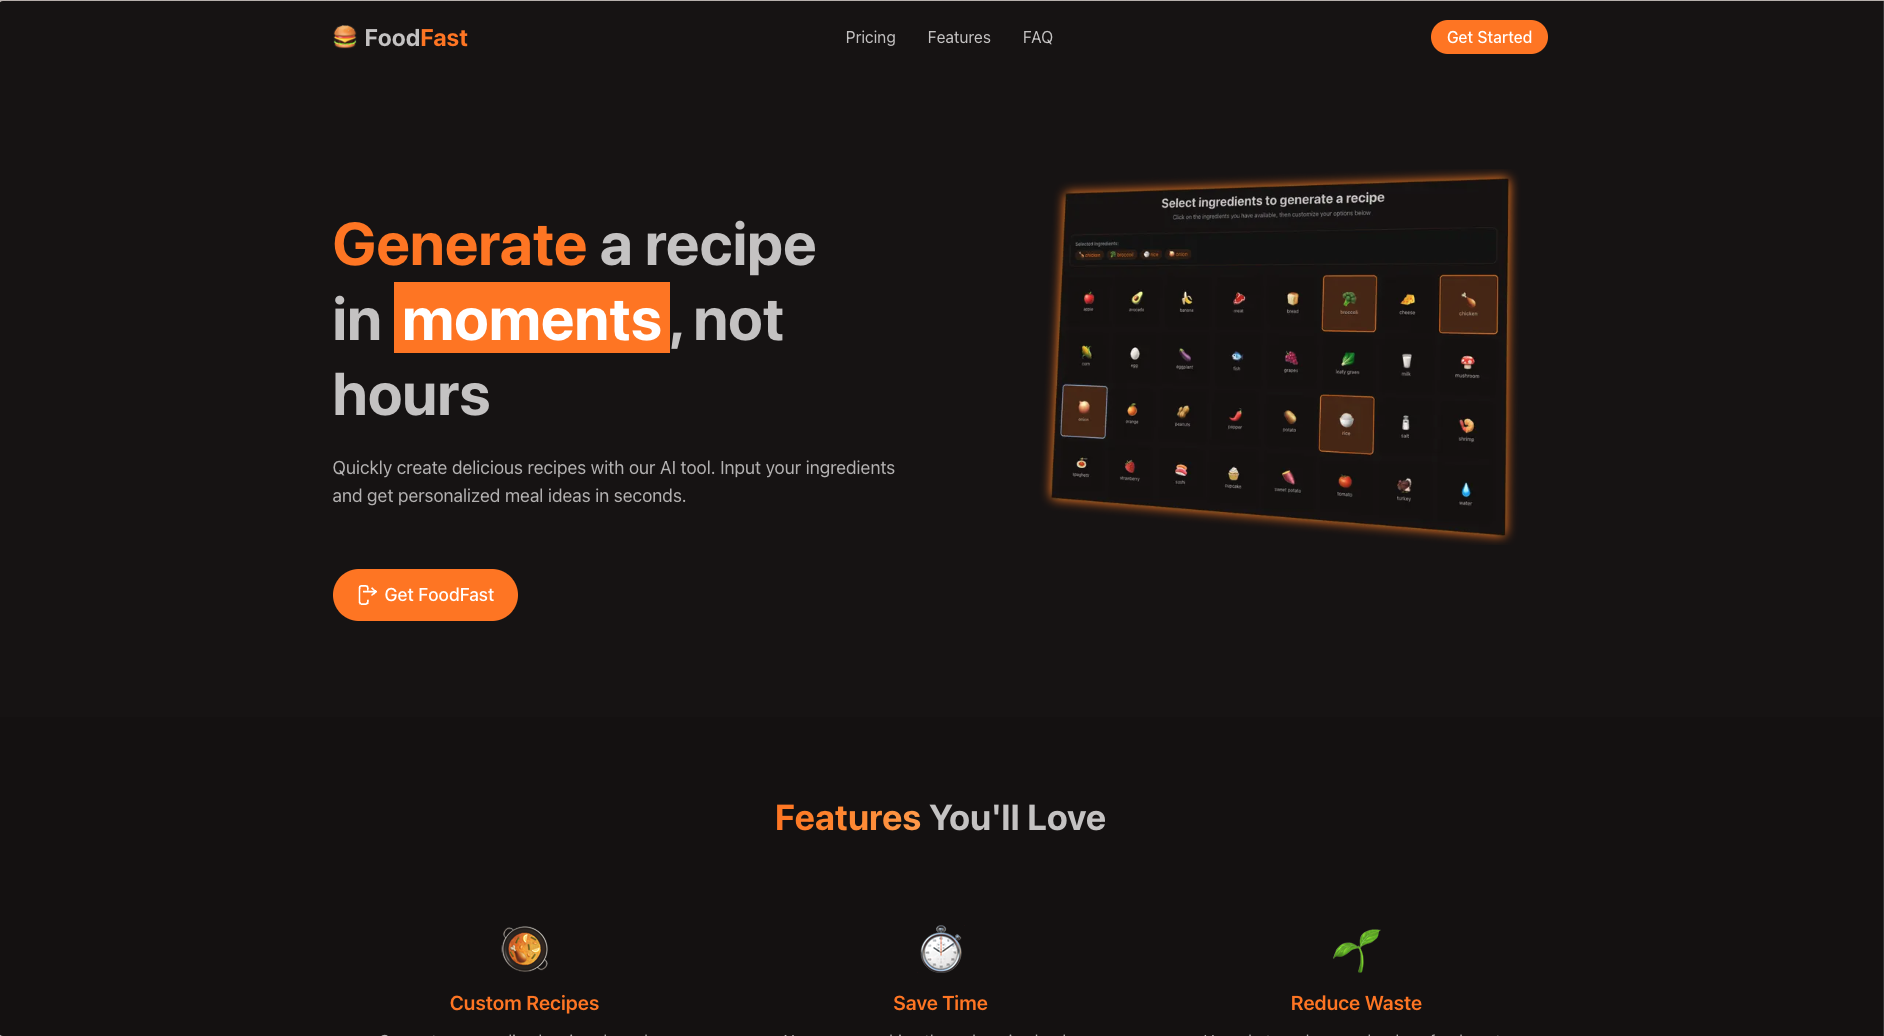 FoodFast
Pricing
Features
FAQ
Get Started
Generate a recipe
in moments, not
hours
Quickly create delicious recipes with our AI tool. Input your ingredients
and get personalized meal ideas in seconds.
Get FoodFast
Select ingredients to generate a recipe
Click on the ingredients you have available, then customize your options below
Selected Ingredients:
chicken
broccoli
rice
onion
apple
avocado
banana
meat
bread
broccoli
cheese
chicken
corn
egg
eggplant
fish
grapes
leafy green
milk
mushroom
onion
orange
peanuts
pepper
potato
rice
salt
shrimp
spaghetti
strawberry
sushi
cupcake
sweet potato
tomato
turkey
water
Features You'll Love
Custom Recipes
Save Time
Reduce Waste